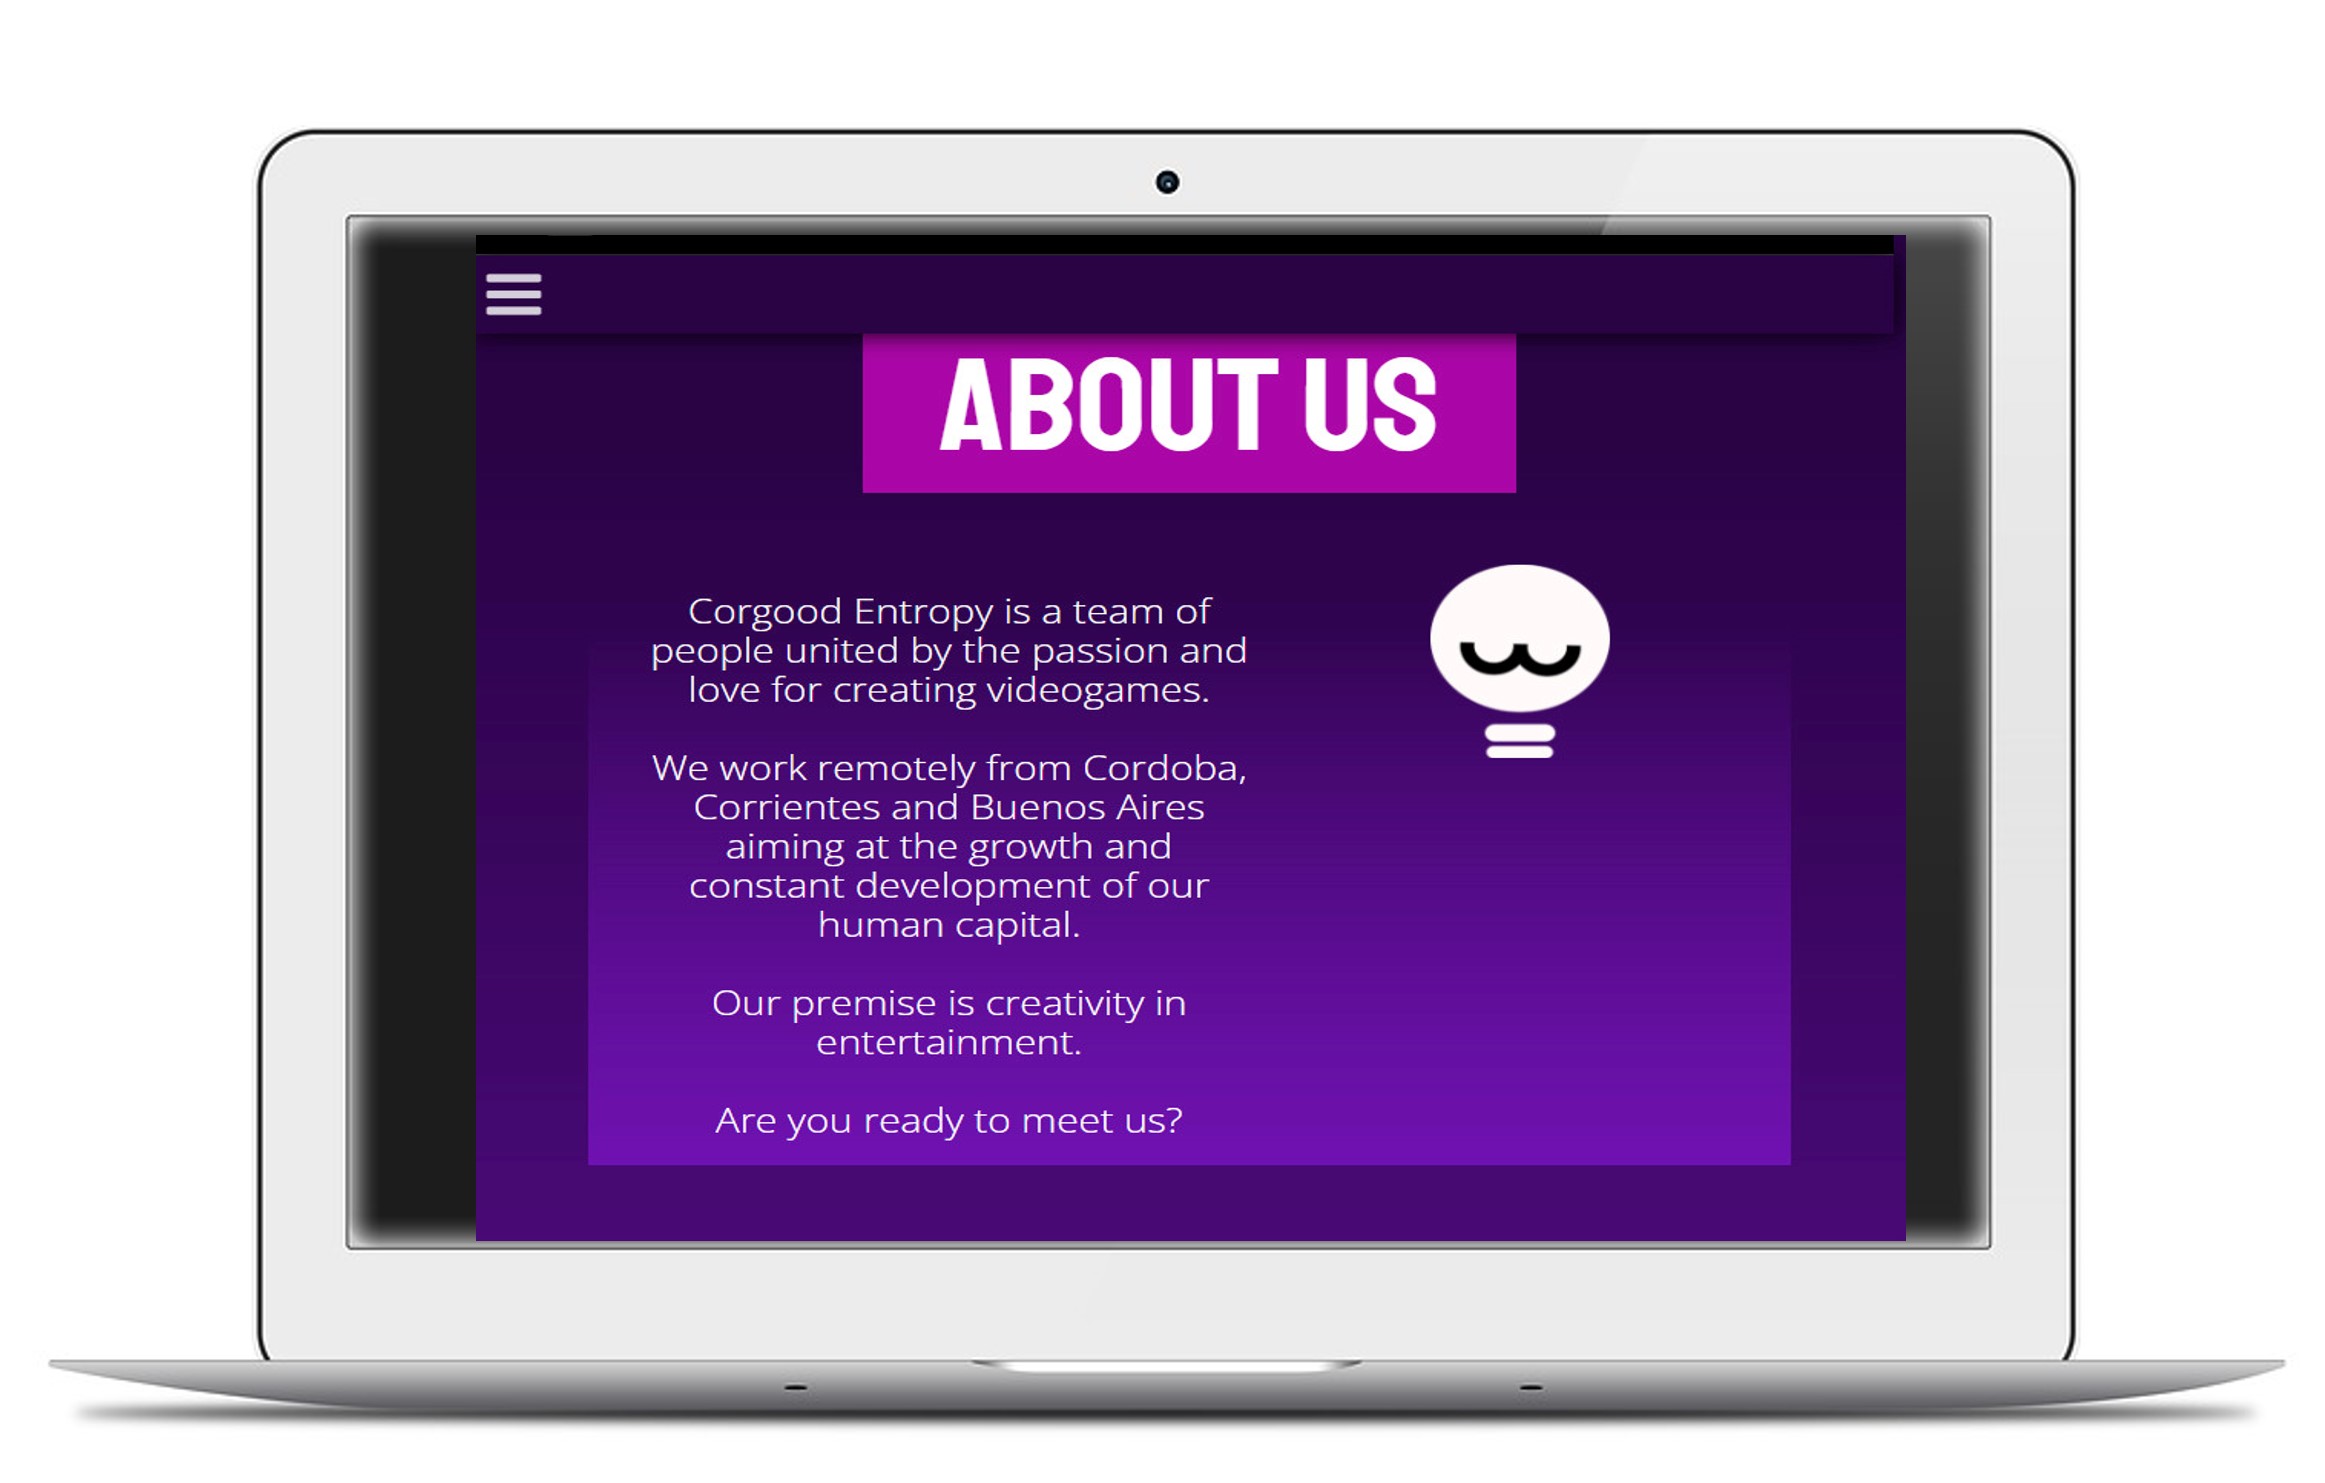 ABOUT US
Corgood Entropy is a team of
people united by the passion and
love for creating videogames.
We work remotely from Cordoba,
Corrientes and Buenos Aires
aiming at the growth and
constant development of our
human capital.
Our premise is creativity in
entertainment.
Are you ready to meet us?